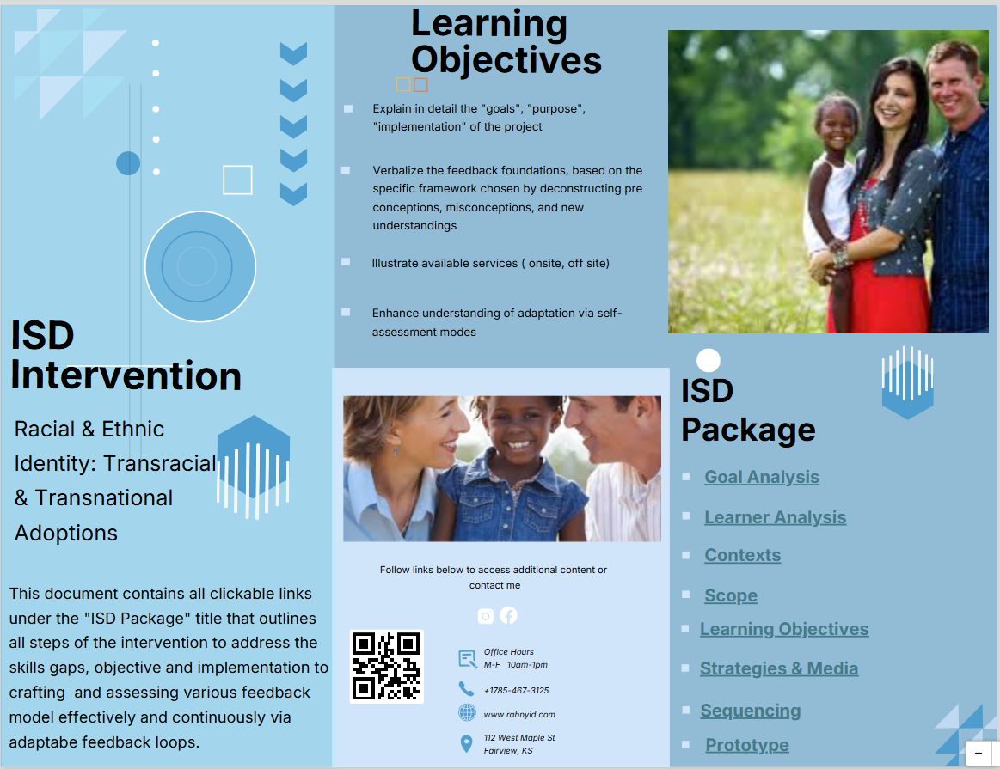 ISD
Intervention
Racial & Ethnic
Identity: Transracial
& Transnational
Adoptions
This document contains all clickable links
under the "ISD Package" title that outlines
all steps of the intervention to address the
skills gaps, objective and implementation to
crafting  and assessing various feedback
model effectively and continuously via
adaptabe feedback loops.
Learning
Objectives
Explain in detail the "goals", "purpose",
"implementation" of the project
Verbalize the feedback foundations, based on the
specific framework chosen by deconstructing pre
conceptions, misconceptions, and new
understandings
Illustrate available services ( onsite, off site)
Enhance understanding of adaptation via self-
assessment modes
Follow links below to access additional content or
contact me
Office Hours
M-F   10am-1pm
+1785-467-3125
www.rahnyid.com
112 West Maple St
Fairview, KS
ISD
Package
Goal Analysis
Learner Analysis
Contexts
Scope
Learning Objectives
Strategies & Media
Sequencing
Prototype